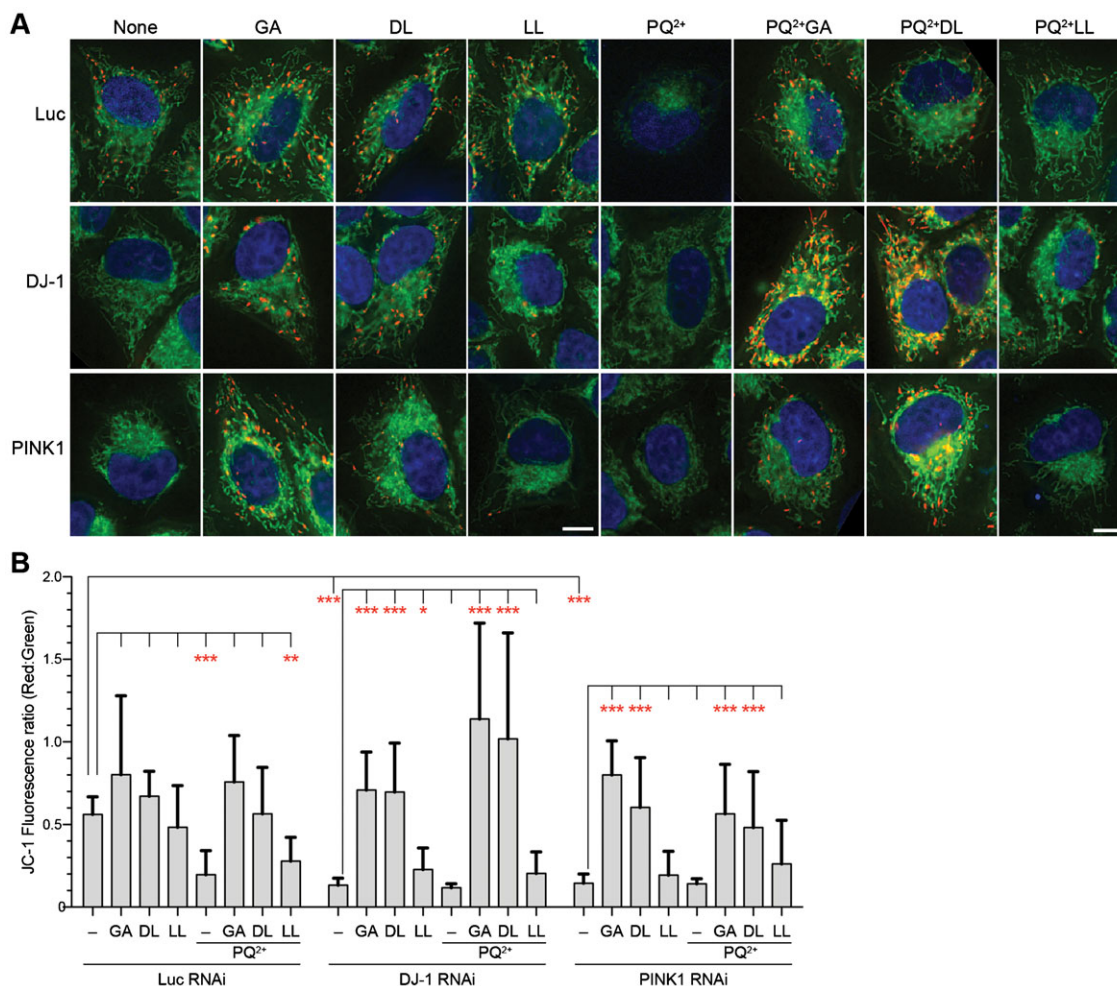 A
None GA DL LL PQ²⁺ PQ²⁺GA PQ²⁺DL PQ²⁺LL
Luc
DJ-1
PINK1
B
JC-1 Fluorescence ratio (Red:Green)
2.0
1.5
1.0
0.5
0
*** ***
*** *** * *** ***
*** **
*** *** *** ***
– GA DL LL – GA DL LL – GA DL LL – GA DL LL – GA DL LL – GA DL LL
PQ²⁺ PQ²⁺ PQ²⁺
Luc RNAi DJ-1 RNAi PINK1 RNAi